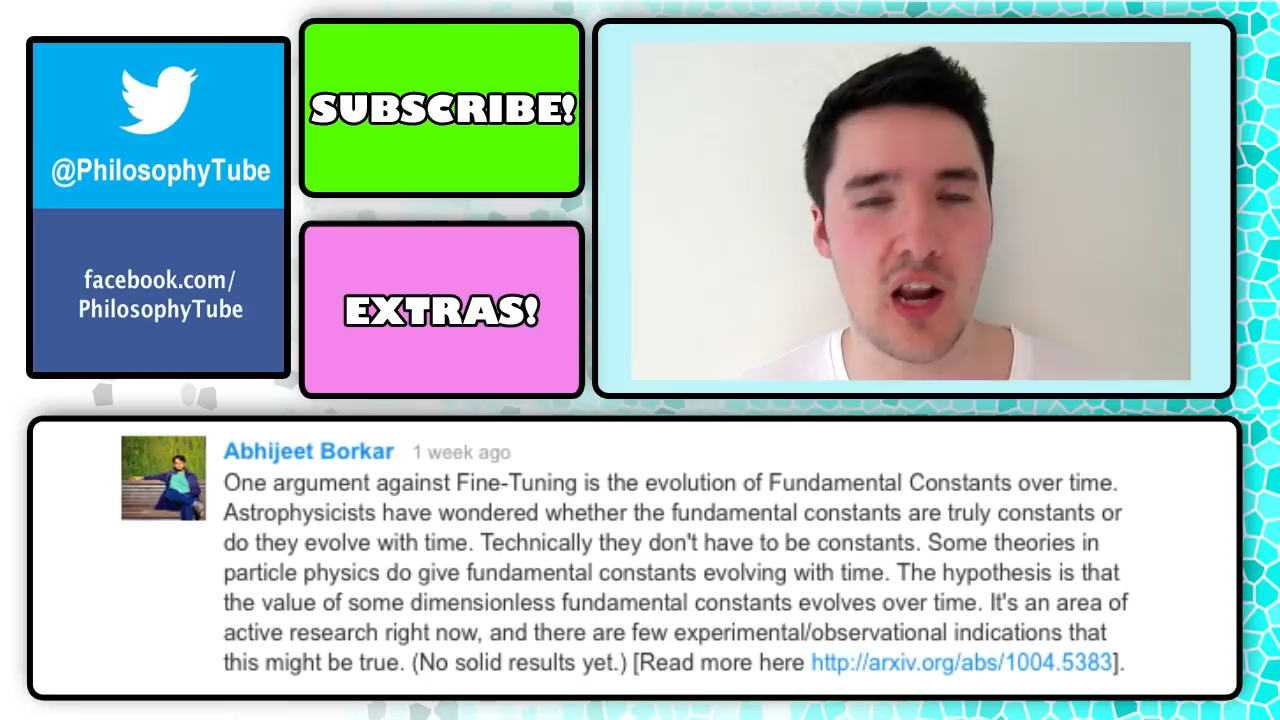 @PhilosophyTube
facebook.com/
PhilosophyTube
SUBSCRIBE!
EXTRAS!
Abhijeet Borkar 1 week ago
One argument against Fine-Tuning is the evolution of Fundamental Constants over time.
Astrophysicists have wondered whether the fundamental constants are truly constants or
do they evolve with time. Technically they don't have to be constants. Some theories in
particle physics do give fundamental constants evolving with time. The hypothesis is that
the value of some dimensionless fundamental constants evolves over time. It's an area of
active research right now, and there are few experimental/observational indications that
this might be true. (No solid results yet.) [Read more here http://arxiv.org/abs/1004.5383].